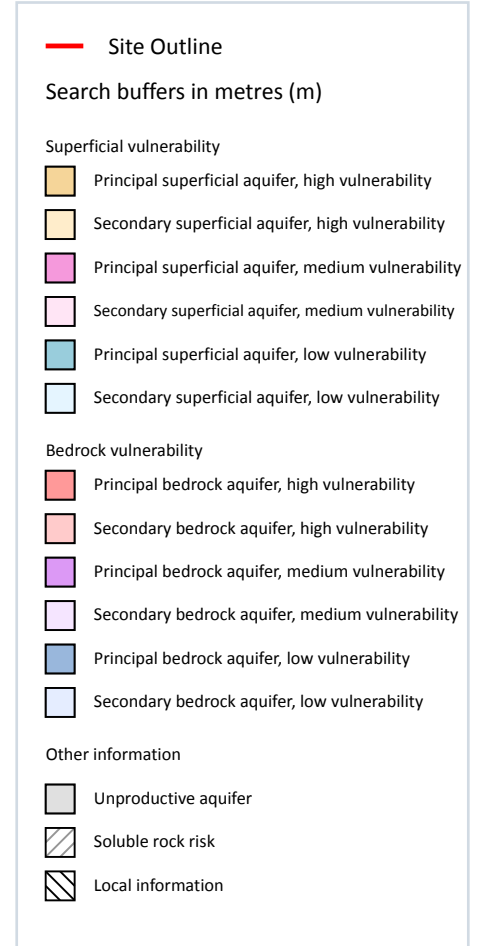 Site Outline
Search buffers in metres (m)
Superficial vulnerability
Principal superficial aquifer, high vulnerability
Secondary superficial aquifer, high vulnerability
Principal superficial aquifer, medium vulnerability
Secondary superficial aquifer, medium vulnerability
Principal superficial aquifer, low vulnerability
Secondary superficial aquifer, low vulnerability
Bedrock vulnerability
Principal bedrock aquifer, high vulnerability
Secondary bedrock aquifer, high vulnerability
Principal bedrock aquifer, medium vulnerability
Secondary bedrock aquifer, medium vulnerability
Principal bedrock aquifer, low vulnerability
Secondary bedrock aquifer, low vulnerability
Other information
Unproductive aquifer
Soluble rock risk
Local information